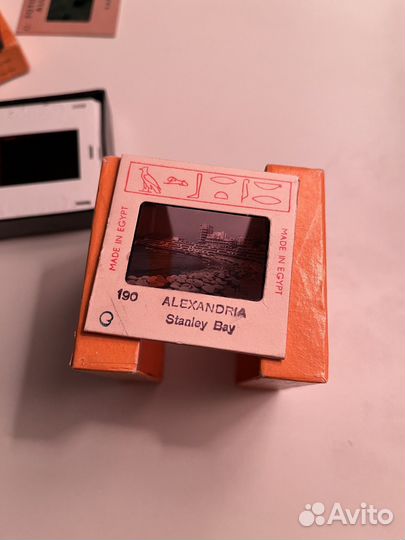 MADE IN EGYPT
MADE IN EGYPT
190 ALEXANDRIA
Stanley Bay
Avito